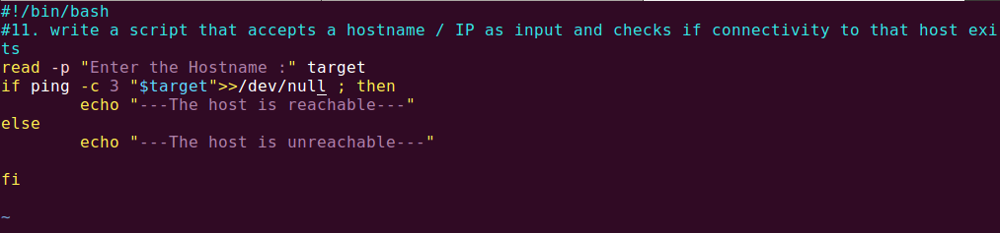 #!/bin/bash
#11. write a script that accepts a hostname / IP as input and checks if connectivity to that host exi
ts
read -p "Enter the Hostname :" target
if ping -c 3 "$target">>/dev/null ; then
        echo "---The host is reachable---"
else
        echo "---The host is unreachable---"

fi

~